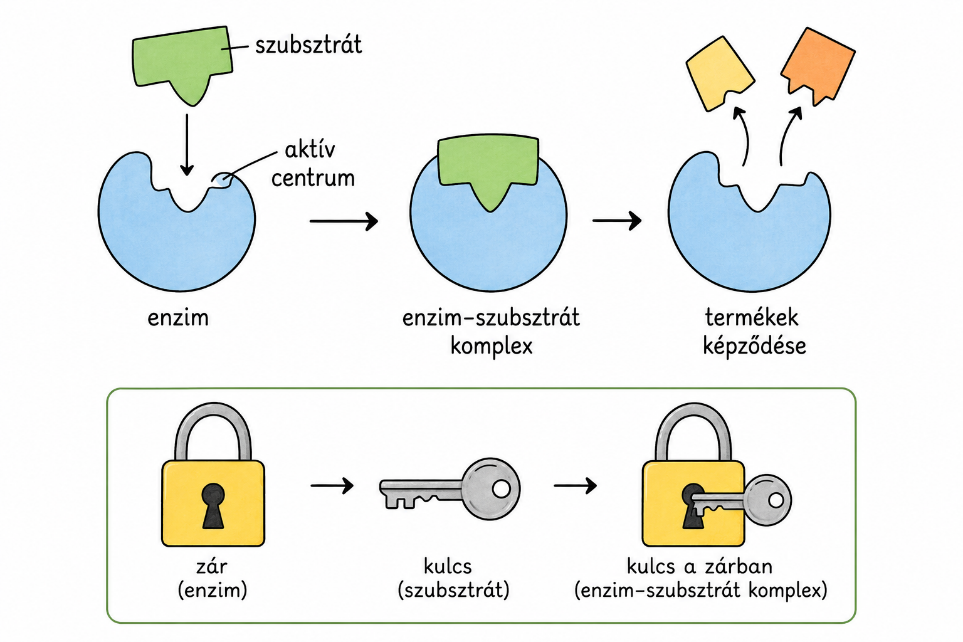 szubsztrát
aktív
centrum
enzim
enzim–szubsztrát
komplex
termékek
képződése
zár
(enzim)
kulcs
(szubsztrát)
kulcs a zárban
(enzim–szubsztrát komplex)